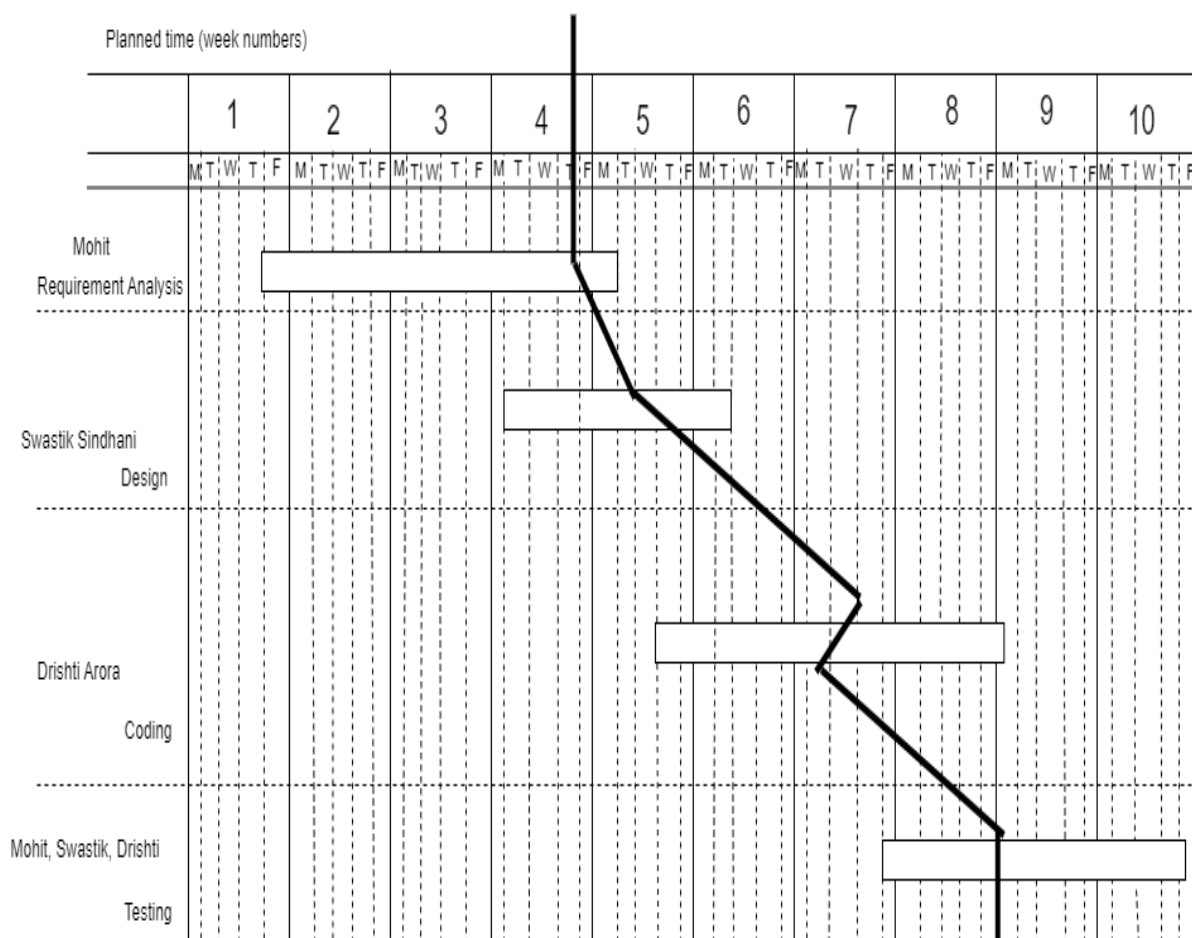 Planned time (week numbers)
1 2 3 4 5 6 7 8 9 10
M T W T F M T W T F M T W T F M T W T F M T W T F M T W T F M T W T F M T W T F M T W T F M T W T F
Mohit
Requirement Analysis
Swastik Sindhani
Design
Drishti Arora
Coding
Mohit, Swastik, Drishti
Testing